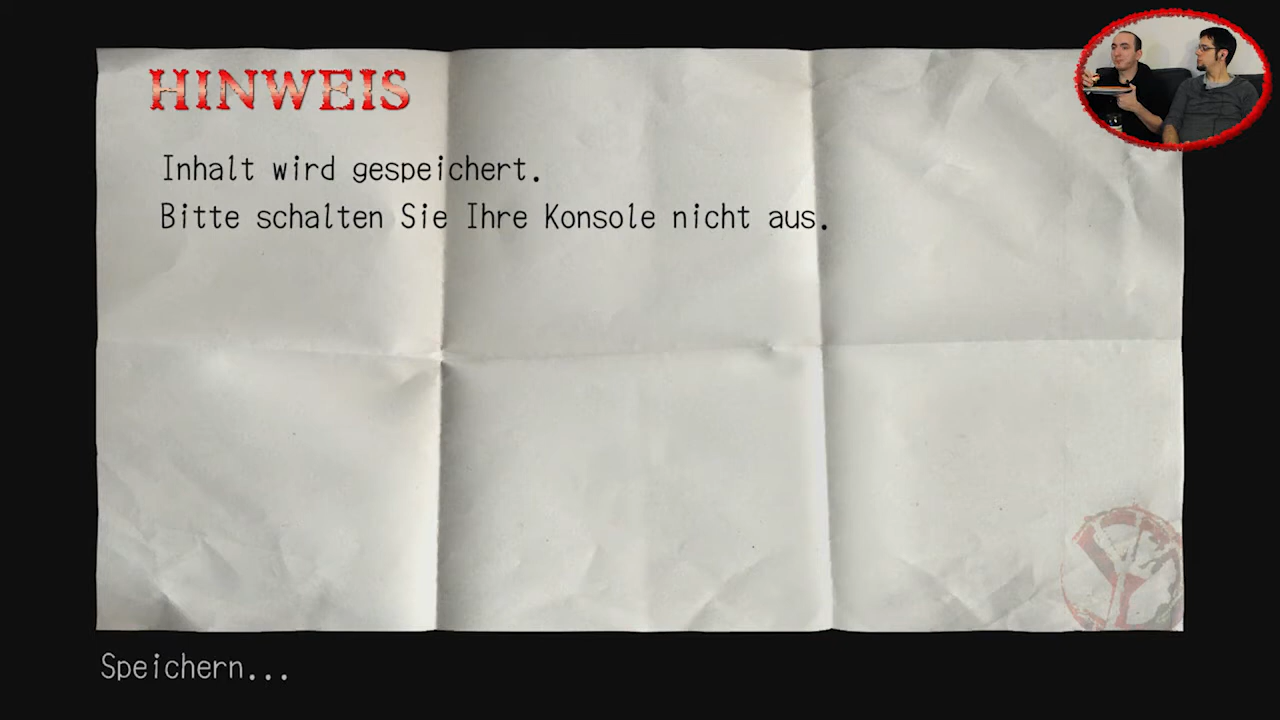 HINWEIS
Inhalt wird gespeichert.
Bitte schalten Sie Ihre Konsole nicht aus.
Speichern...